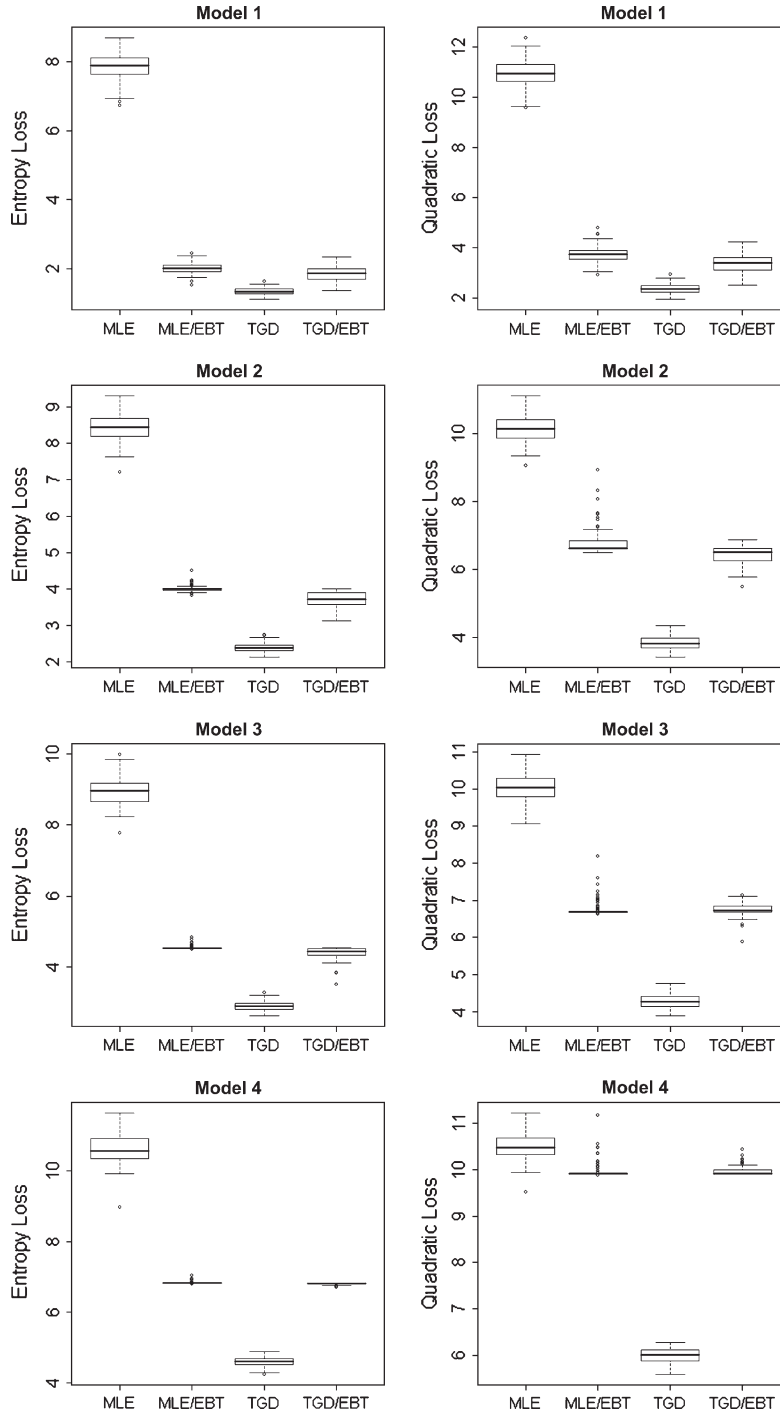 Model 1
Entropy Loss
8
6
4
2
MLE MLE/EBT TGD TGD/EBT
Model 1
Quadratic Loss
12
10
8
6
4
2
MLE MLE/EBT TGD TGD/EBT
Model 2
Entropy Loss
9
8
7
6
5
4
3
2
MLE MLE/EBT TGD TGD/EBT
Model 2
Quadratic Loss
10
8
6
4
MLE MLE/EBT TGD TGD/EBT
Model 3
Entropy Loss
10
8
6
4
MLE MLE/EBT TGD TGD/EBT
Model 3
Quadratic Loss
11
10
9
8
7
6
5
4
MLE MLE/EBT TGD TGD/EBT
Model 4
Entropy Loss
10
8
6
4
MLE MLE/EBT TGD TGD/EBT
Model 4
Quadratic Loss
11
10
9
8
7
6
MLE MLE/EBT TGD TGD/EBT